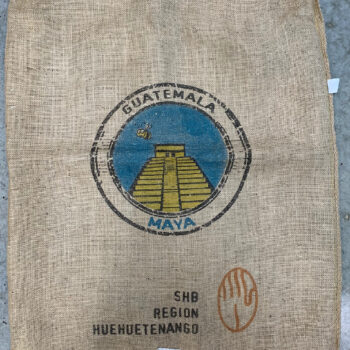 GUATEMALA
MAYA
SHB
REGION
HUEHUETENANGO